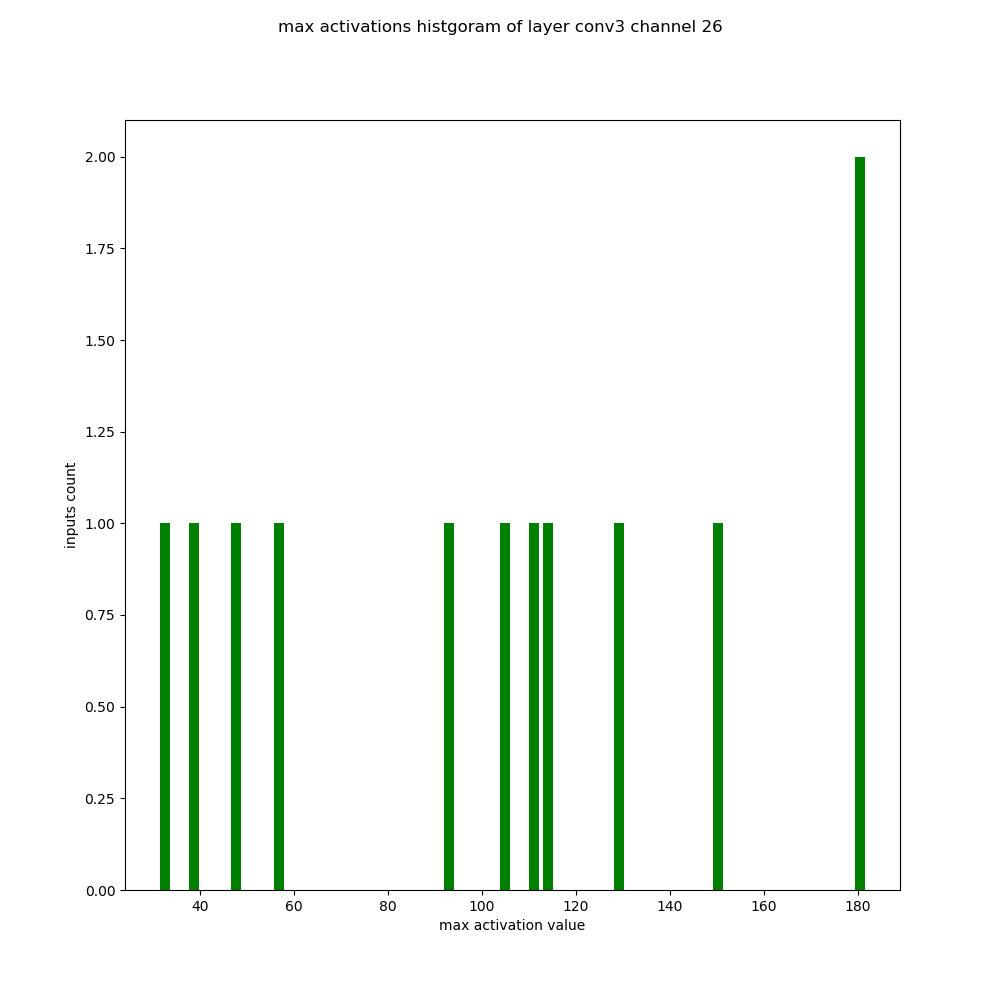 max activations histgoram of layer conv3 channel 26
2.00
1.75
1.50
1.25
1.00
0.75
0.50
0.25
0.00
inputs count
40 60 80 100 120 140 160 180
max activation value